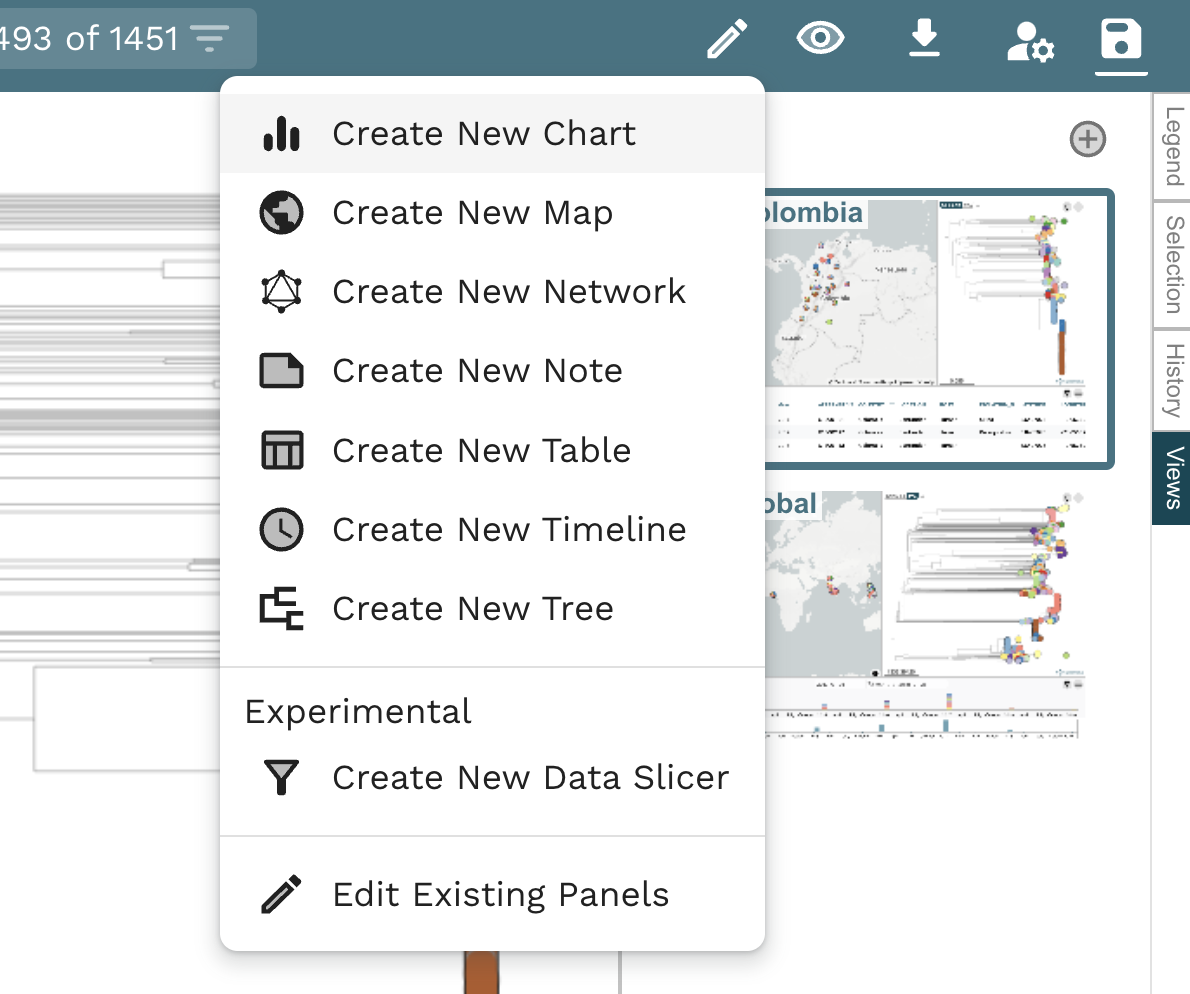 493 of 1451
Create New Chart
Create New Map
Create New Network
Create New Note
Create New Table
Create New Timeline
Create New Tree
Experimental
Create New Data Slicer
Edit Existing Panels
olombia
obal
Legend
Selection
History
Views